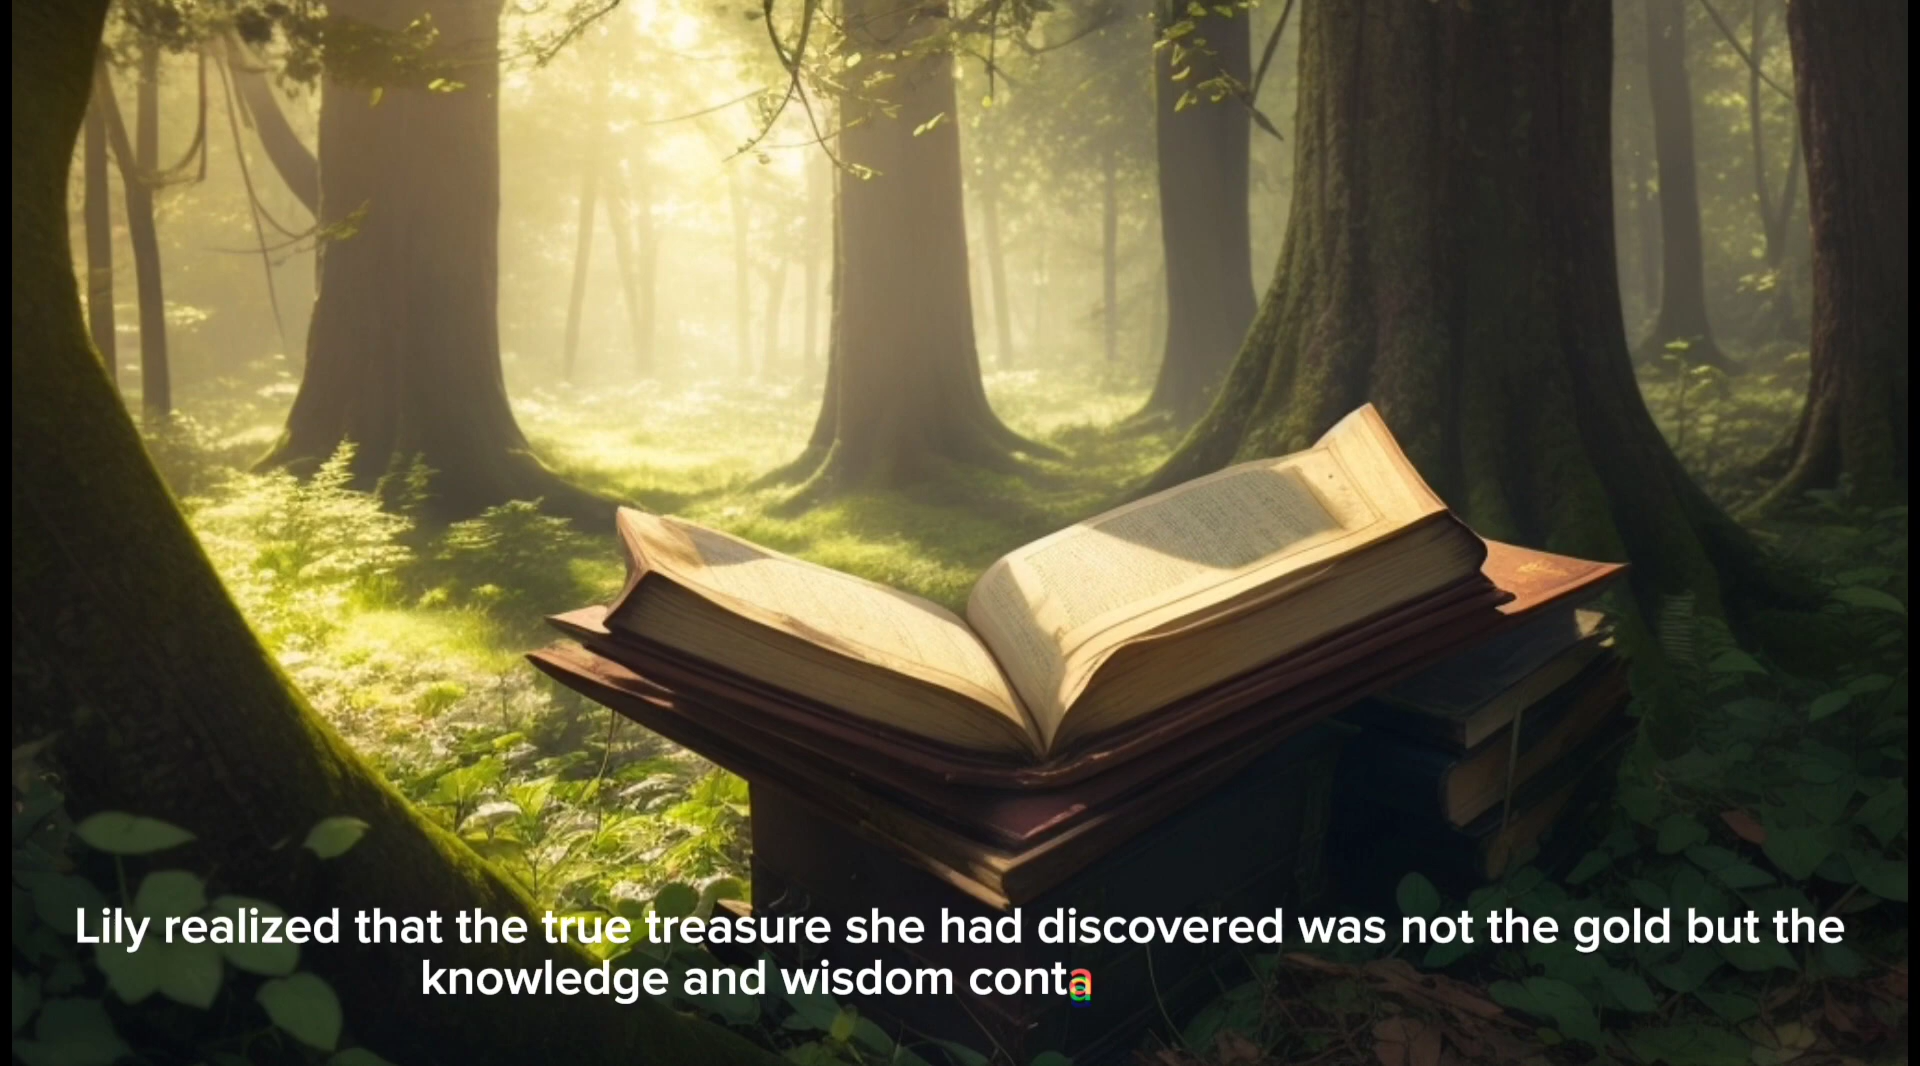 Lily realized that the true treasure she had discovered was not the gold but the
knowledge and wisdom conta